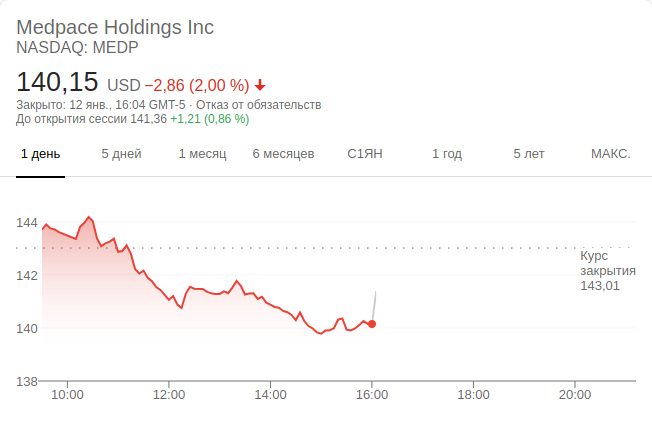 Medpace Holdings Inc
NASDAQ: MEDP
140,15 USD −2,86 (2,00 %)
Закрыто: 12 янв., 16:04 GMT-5 · Отказ от обязательств
До открытия сессии 141,36 +1,21 (0,86 %)
1 день 5 дней 1 месяц 6 месяцев С1ЯН 1 год 5 лет МАКС.
144
Курс
закрытия
143,01
142
140
138
10:00 12:00 14:00 16:00 18:00 20:00